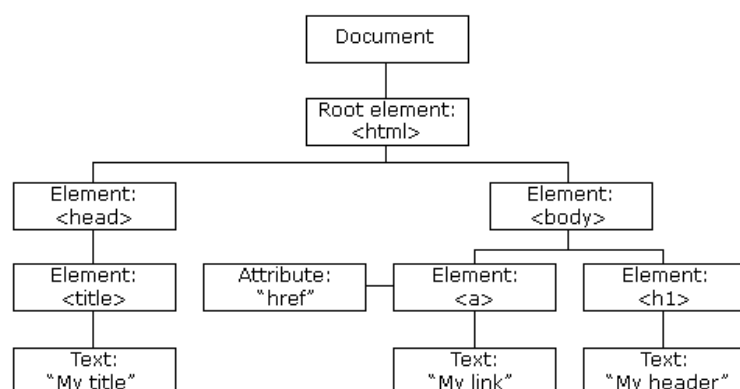 Document
Root element:
<html>
Element:
<head>
Element:
<body>
Element:
<title>
Attribute:
“href”
Element:
<a>
Element:
<h1>
Text:
“My title”
Text:
“My link”
Text:
“My header”